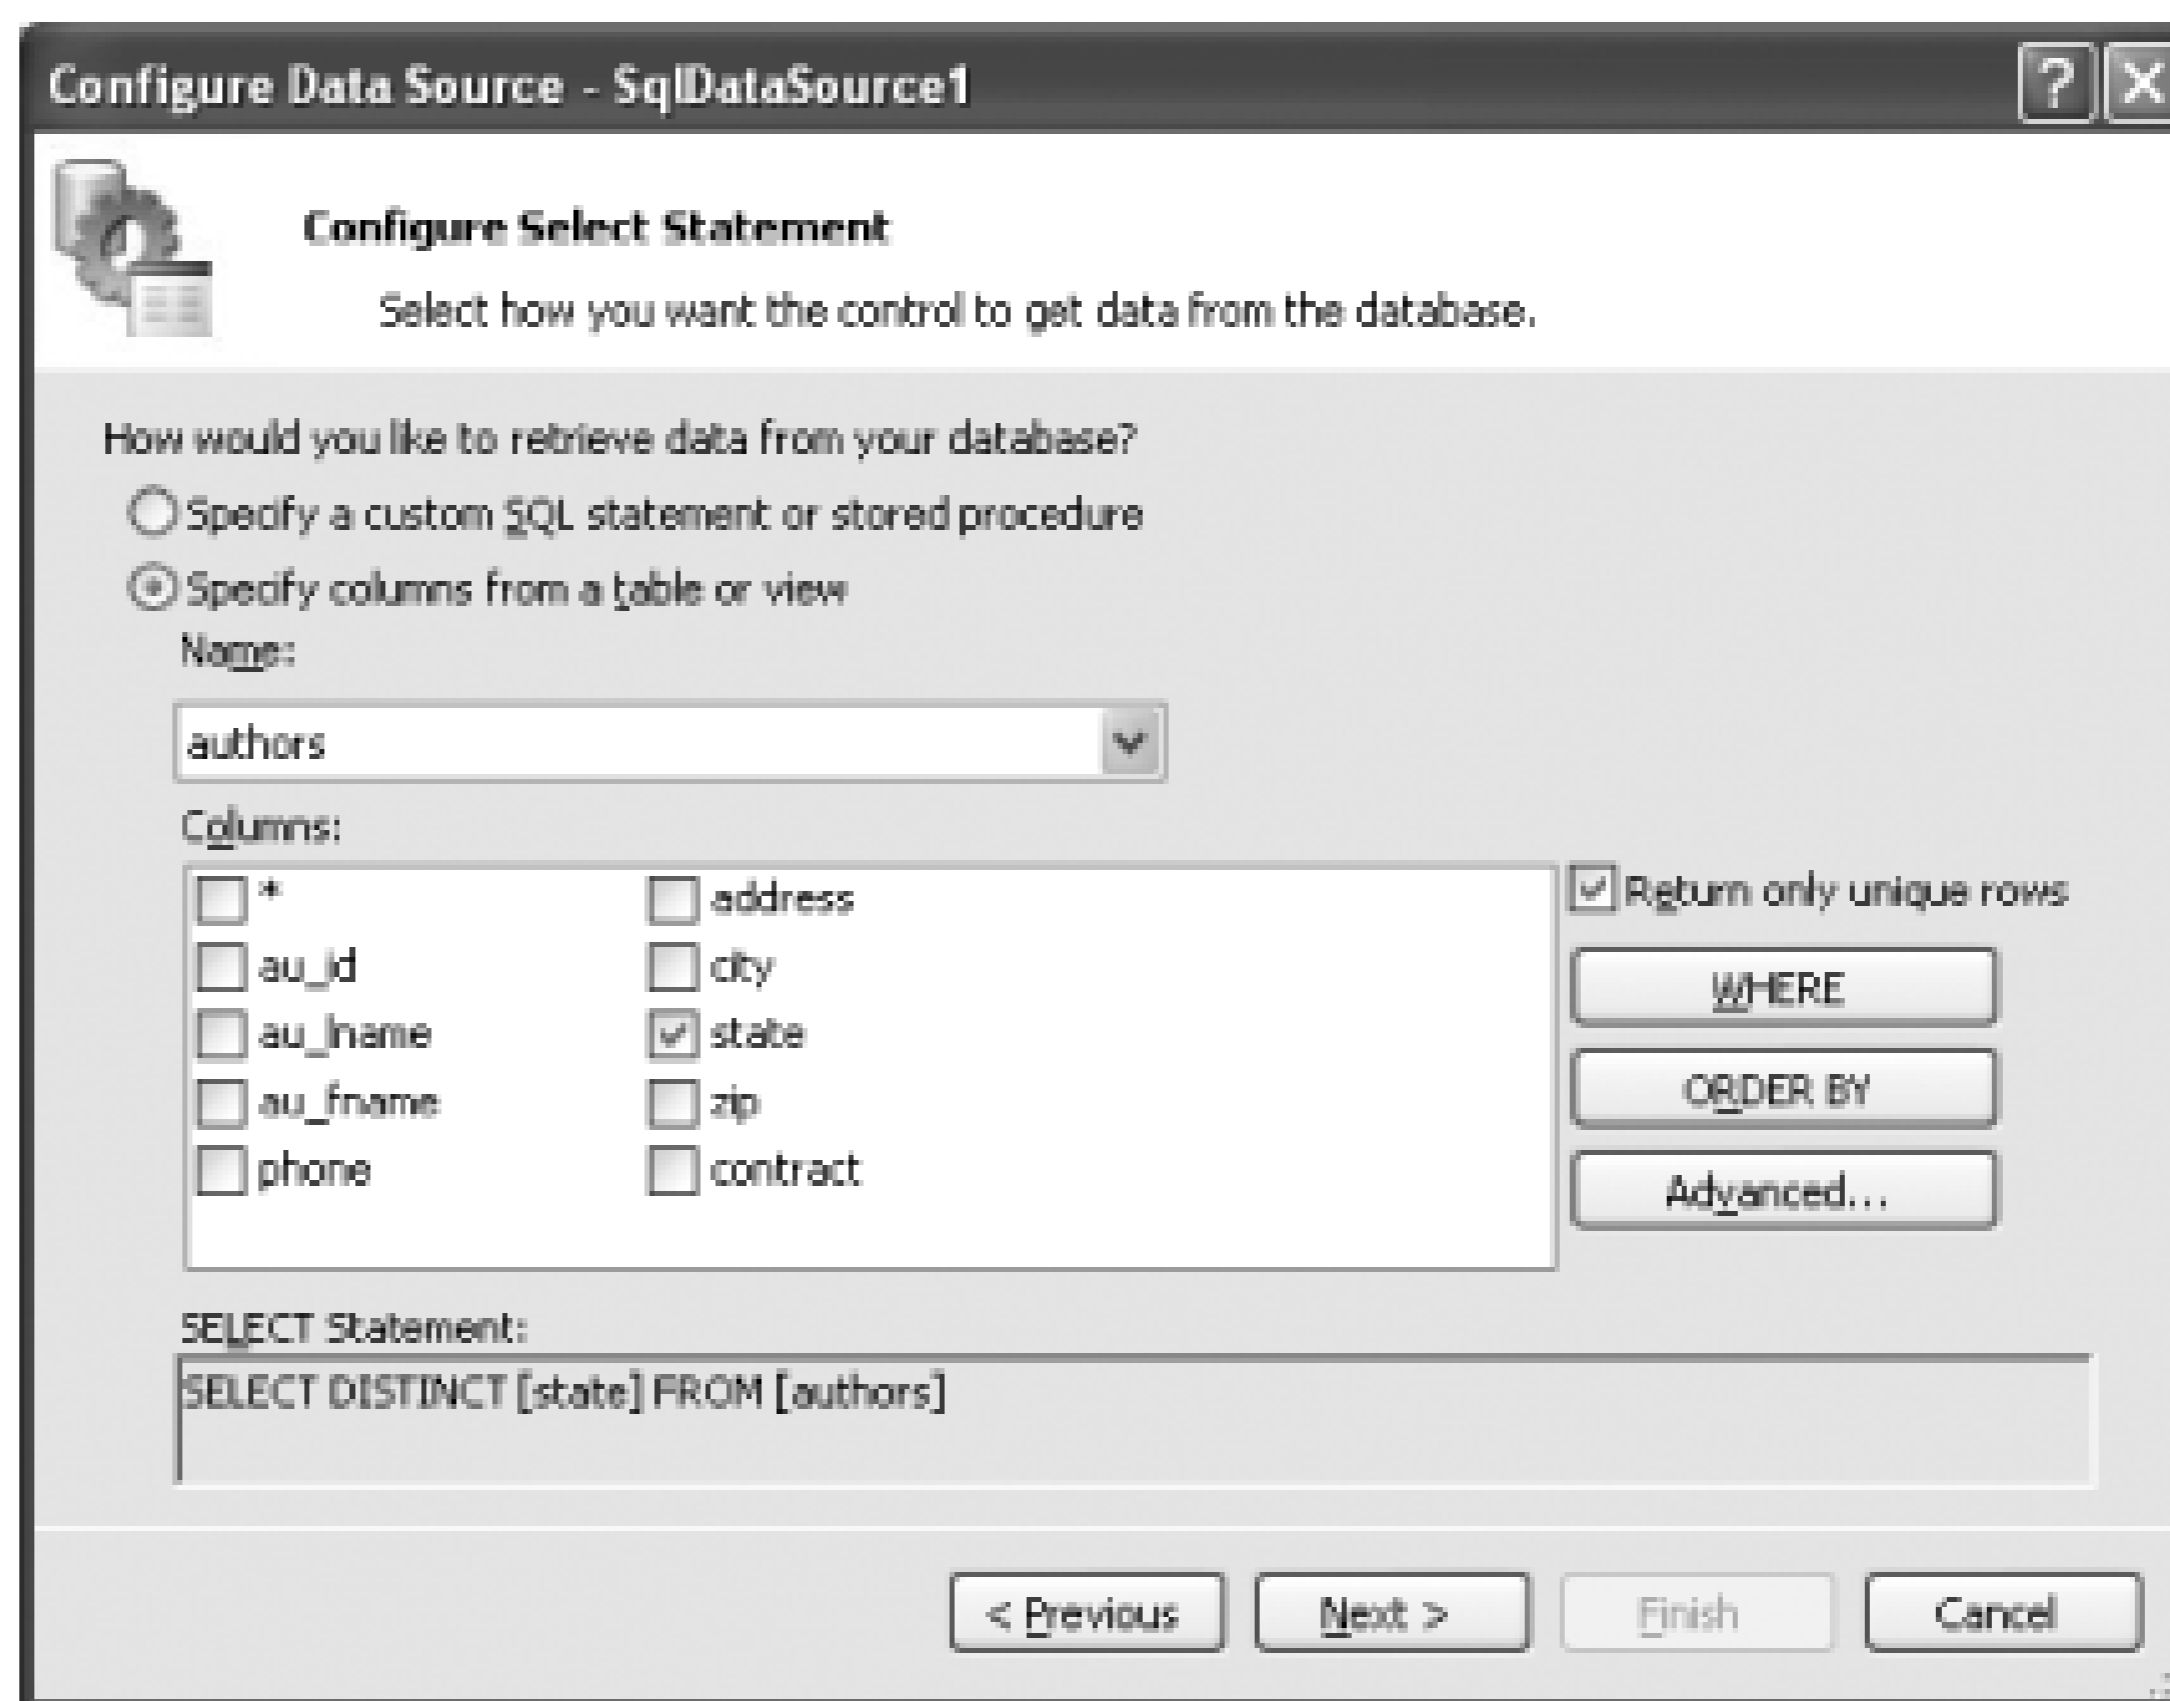 Configure Data Source - SqlDataSource1
Configure Select Statement
Select how you want the control to get data from the database.
How would you like to retrieve data from your database?
Specify a custom SQL statement or stored procedure
Specify columns from a table or view
Name:
authors
Columns:
* address
Return only unique rows
au_id city
WHERE
au_lname state
au_fname zip
ORDER BY
phone contract
Advanced...
SELECT Statement:
SELECT DISTINCT [state] FROM [authors]
< Previous Next > Finish Cancel